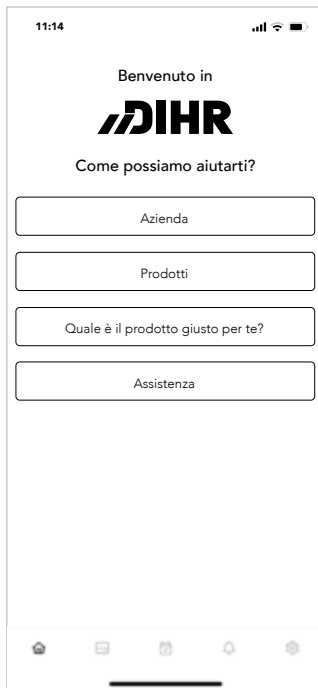 11:14
Benvenuto in
DIHR
Come possiamo aiutarti?
Azienda
Prodotti
Quale è il prodotto giusto per te?
Assistenza